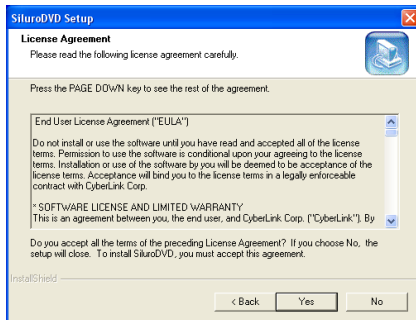 SiluroDVD Setup
License Agreement
Please read the following license agreement carefully.
Press the PAGE DOWN key to see the rest of the agreement.
End User License Agreement ("EULA")
Do not install or use the software until you have read and accepted all of the license
terms. Permission to use the software is conditional upon your agreeing to the license
terms. Installation or use of the software by you will be deemed to be acceptance of the
license terms. Acceptance will bind you to the license terms in a legally enforceable
contract with CyberLink Corp.
* SOFTWARE LICENSE AND LIMITED WARRANTY
This is an agreement between you, the end user, and CyberLink Corp. ("CyberLink"). By
Do you accept all the terms of the preceding License Agreement? If you choose No, the
setup will close. To install SiluroDVD, you must accept this agreement.
InstallShield
< Back
Yes
No